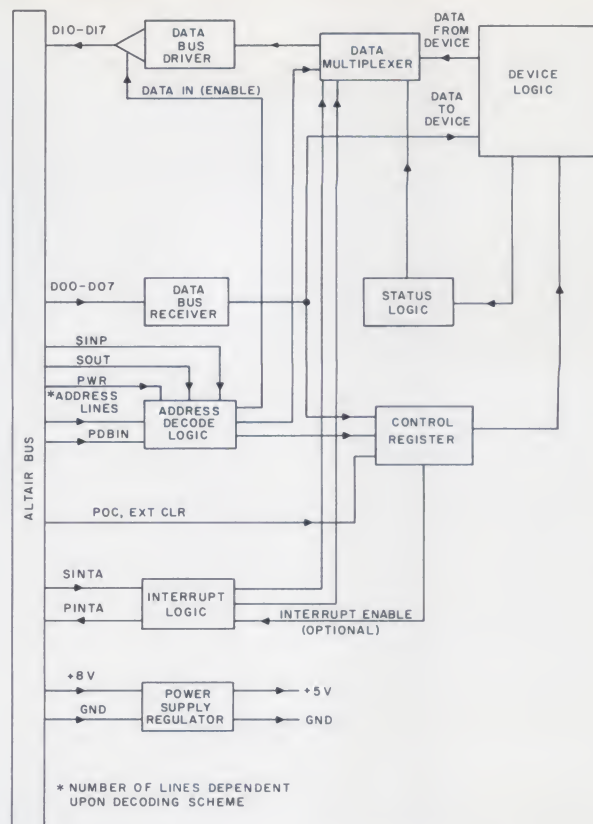 DATA
FROM
DEVICE
DI0-DI7
DATA
BUS
DRIVER
DATA
MULTIPLEXER
DEVICE
LOGIC
DATA IN (ENABLE)
DATA
TO
DEVICE
DO0-DO7
DATA
BUS
RECEIVER
STATUS
LOGIC
SINP
SOUT
PWR
*ADDRESS
LINES
PDBIN
ADDRESS
DECODE
LOGIC
CONTROL
REGISTER
ALTAIR BUS
POC, EXT CLR
SINTA
PINTA
INTERRUPT
LOGIC
INTERRUPT ENABLE
(OPTIONAL)
+8V
GND
POWER
SUPPLY
REGULATOR
+5V
GND
* NUMBER OF LINES DEPENDENT
UPON DECODING SCHEME